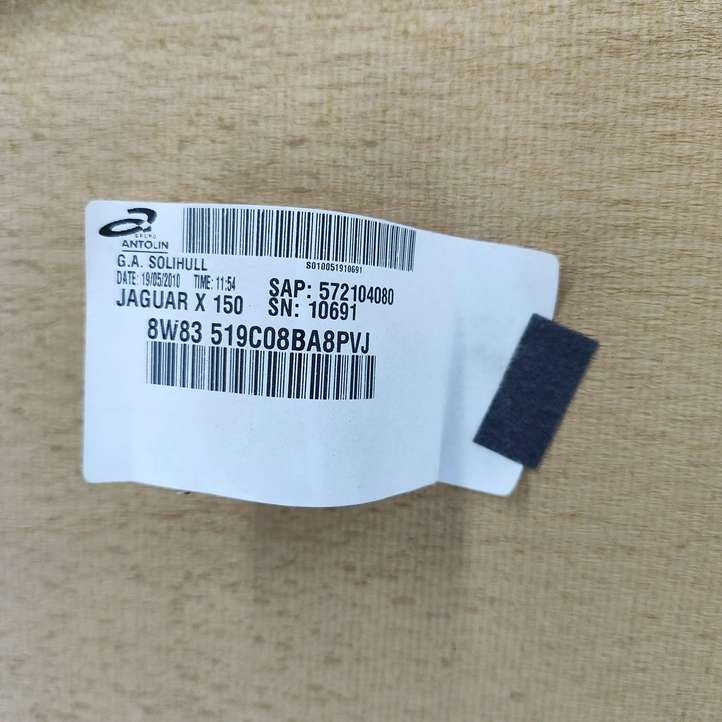 GRUPO
ANTOLIN
S010051910691
G.A. SOLIHULL
DATE: 19/05/2010 TIME: 11:54
SAP: 572104080
JAGUAR X 150 SN: 10691
8W83 519C08BA8PVJ